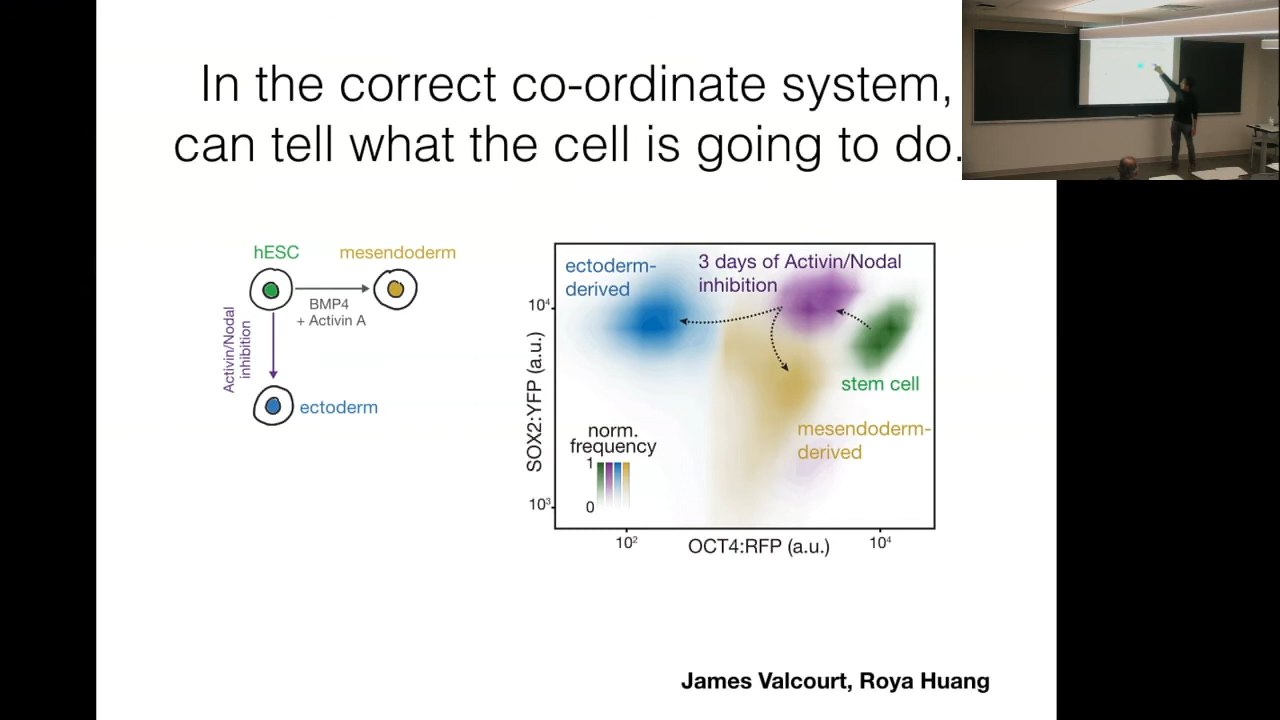 In the correct co-ordinate system,
can tell what the cell is going to do.
hESC
mesendoderm
BMP4
+ Activin A
Activin/Nodal
inhibition
ectoderm
ectoderm-
derived
3 days of Activin/Nodal
inhibition
stem cell
mesendoderm-
derived
norm.
frequency
1
0
SOX2:YFP (a.u.)
10⁴
10³
10²
10⁴
OCT4:RFP (a.u.)
James Valcourt, Roya Huang